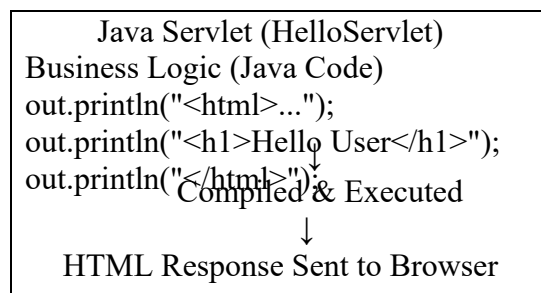 Java Servlet (HelloServlet)
Business Logic (Java Code)
out.println("<html>...");
out.println("<h1>Hello User</h1>");
↓
out.println("</html>");
Compiled & Executed
↓
HTML Response Sent to Browser